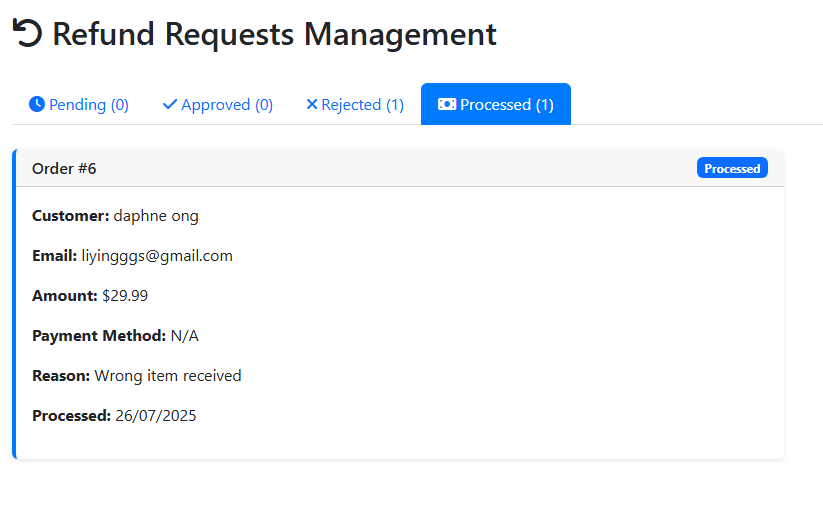 Refund Requests Management
Pending (0) Approved (0) Rejected (1) Processed (1)
Order #6 Processed
Customer: daphne ong
Email: liyingggs@gmail.com
Amount: $29.99
Payment Method: N/A
Reason: Wrong item received
Processed: 26/07/2025